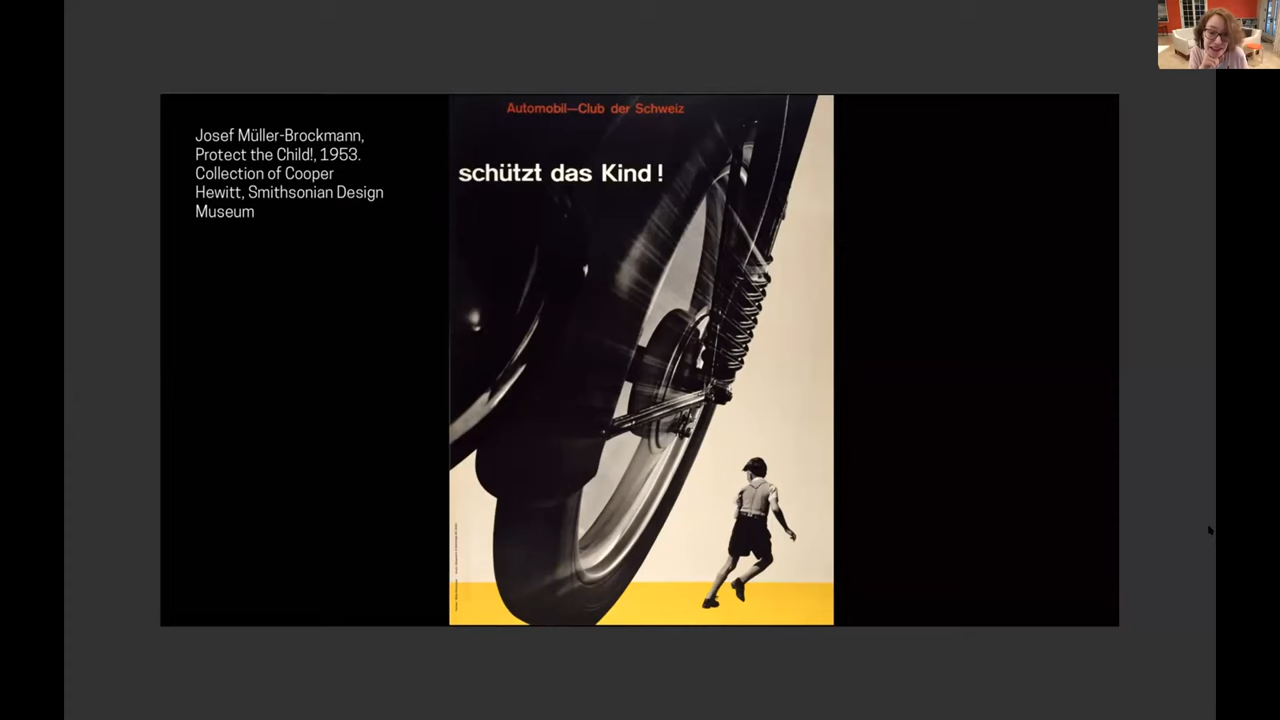 Josef Müller-Brockmann,
Protect the Child!, 1953.
Collection of Cooper
Hewitt, Smithsonian Design
Museum
Automobil—Club der Schweiz
schützt das Kind!